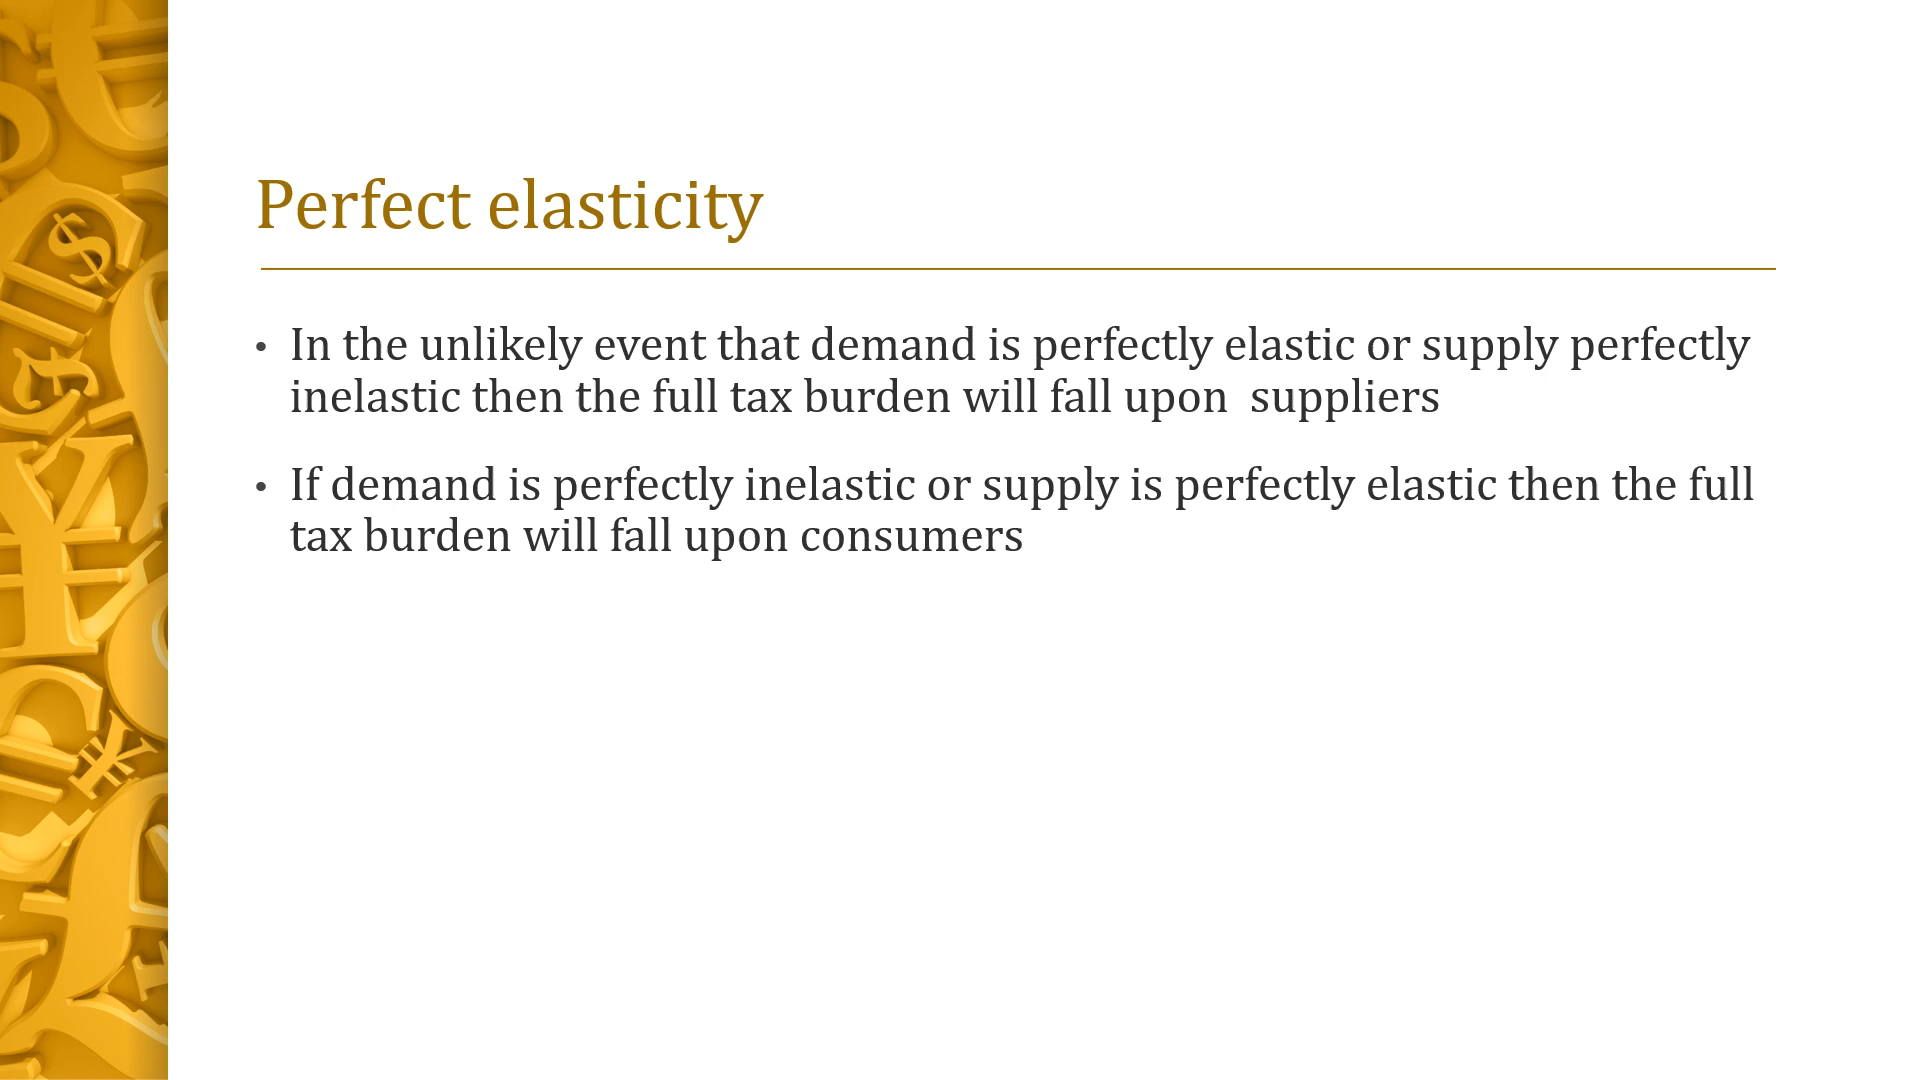 Perfect elasticity
• In the unlikely event that demand is perfectly elastic or supply perfectly
inelastic then the full tax burden will fall upon  suppliers
• If demand is perfectly inelastic or supply is perfectly elastic then the full
tax burden will fall upon consumers